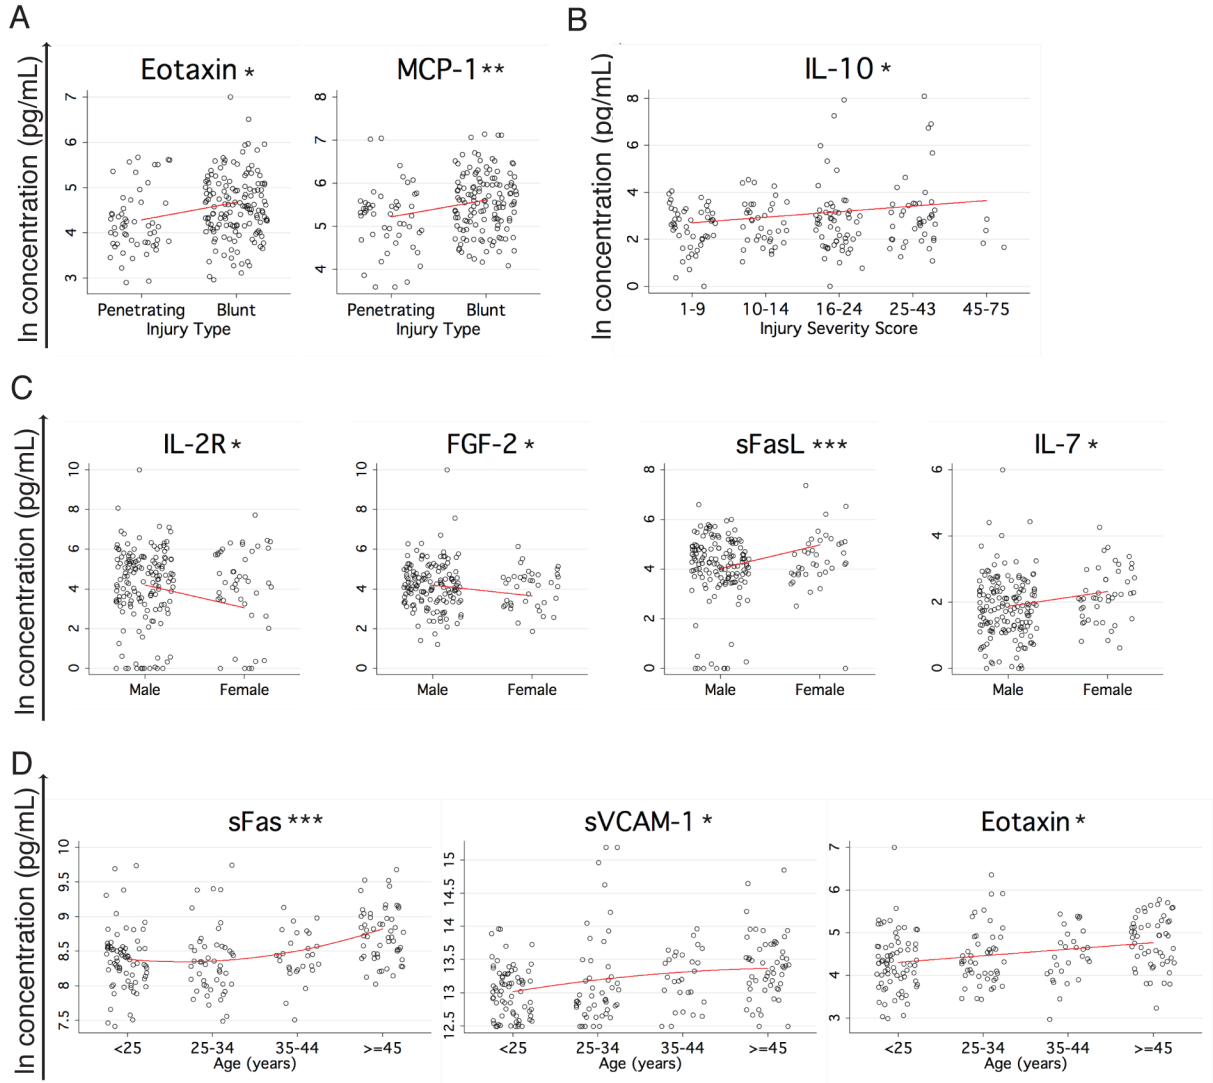 A
B
ln concentration (pg/mL)
Eotaxin *
7
6
5
4
3
Penetrating Blunt
Injury Type
MCP-1 **
8
7
6
5
4
Penetrating Blunt
Injury Type
ln concentration (pq/mL)
IL-10 *
8
6
4
2
0
1-9 10-14 16-24 25-43 45-75
Injury Severity Score
C
ln concentration (pg/mL)
IL-2R *
10
8
6
4
2
0
Male Female
FGF-2 *
10
8
6
4
2
0
Male Female
sFasL ***
8
6
4
2
0
Male Female
IL-7 *
6
4
2
0
Male Female
D
ln concentration (pg/mL)
sFas ***
10
9.5
9
8.5
8
7.5
<25 25-34 35-44 >=45
Age (years)
sVCAM-1 *
15
14.5
14
13.5
13
12.5
<25 25-34 35-44 >=45
Age (years)
Eotaxin *
7
6
5
4
3
<25 25-34 35-44 >=45
Age (years)